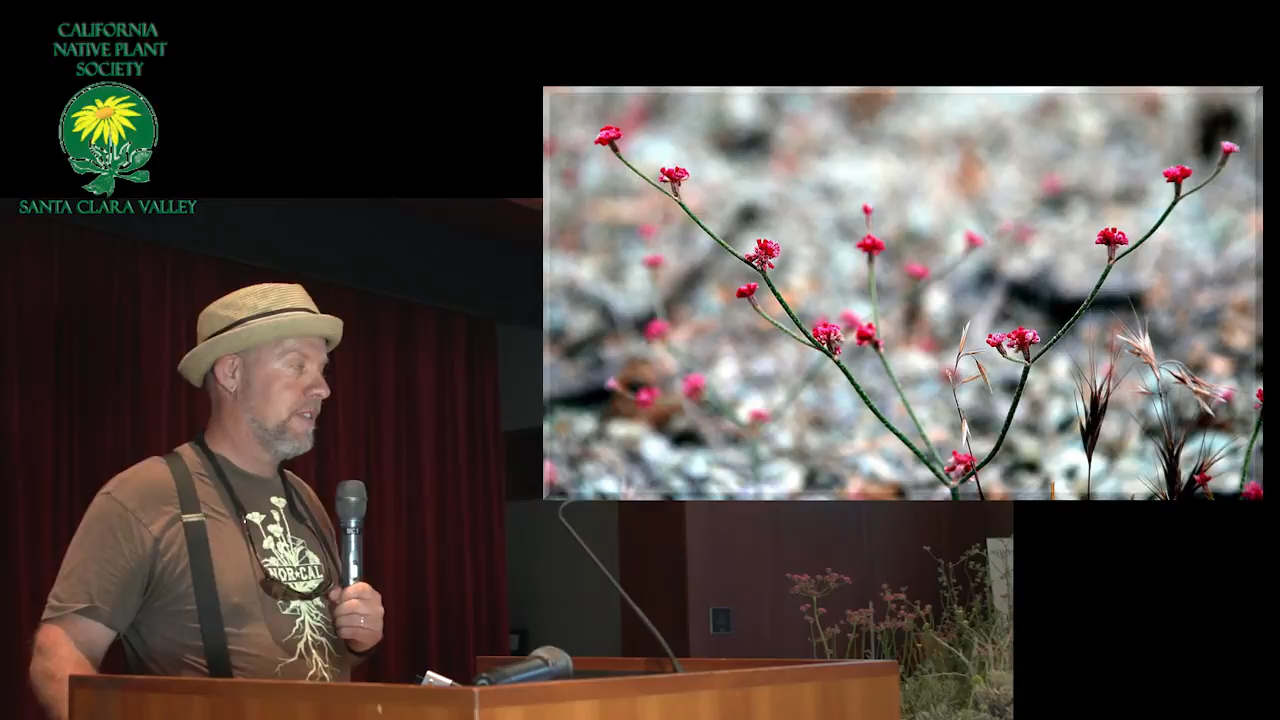 CALIFORNIA
NATIVE PLANT
SOCIETY
SANTA CLARA VALLEY
NOR★CAL